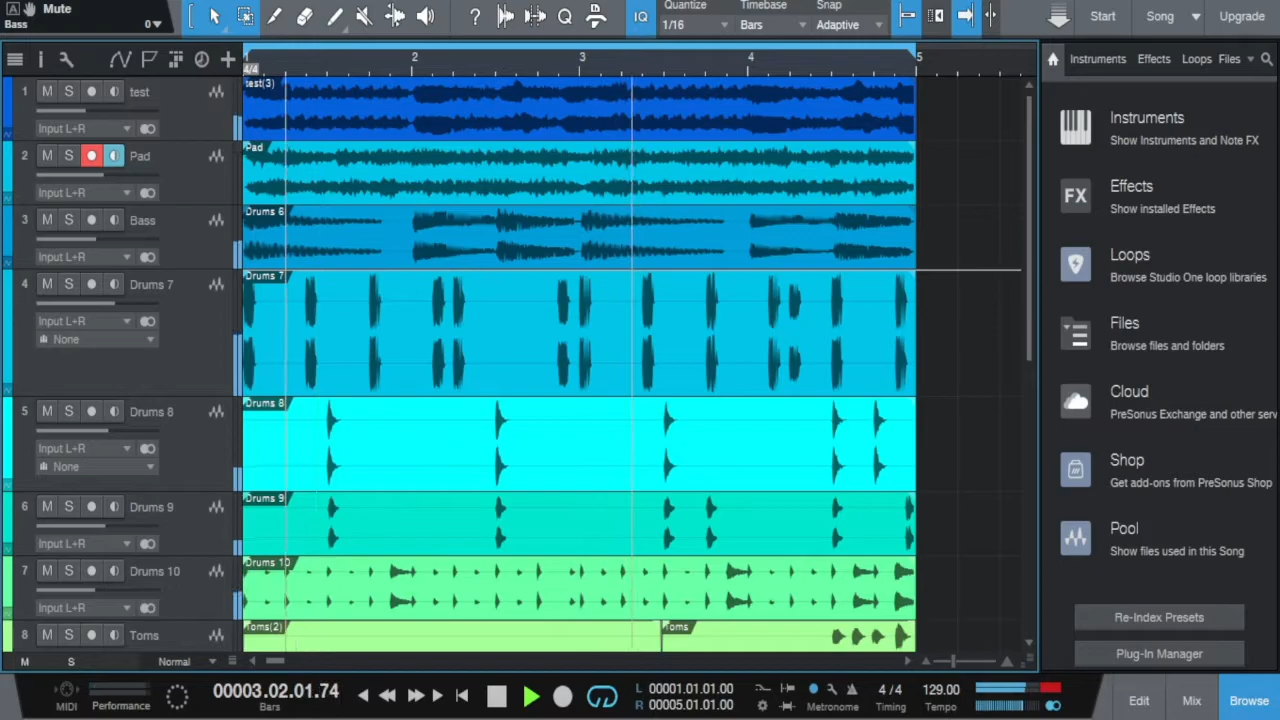 Mute
Bass 0
? Q IQ
Quantize Timebase Snap
1/16 Bars Adaptive
Start Song Upgrade
1 2 3 4 5
4/4
Instruments Effects Loops Files
1 M S test
Input L+R
test(3)
2 M S Pad
Input L+R
Pad
3 M S Bass
Input L+R
Drums 6
4 M S Drums 7
Input L+R
None
Drums 7
5 M S Drums 8
Input L+R
None
Drums 8
6 M S Drums 9
Input L+R
Drums 9
7 M S Drums 10
Input L+R
Drums 10
8 M S Toms
Toms(2) Toms
M S Normal
Instruments
Show Instruments and Note FX
FX
Effects
Show installed Effects
Loops
Browse Studio One loop libraries
Files
Browse files and folders
Cloud
PreSonus Exchange and other serv
Shop
Get add-ons from PreSonus Shop
Pool
Show files used in this Song
Re-Index Presets
Plug-In Manager
MIDI Performance
00003.02.01.74
Bars
L 00001.01.01.00
R 00005.01.01.00
Metronome
4 / 4
Timing
129.00
Tempo
Edit Mix Browse